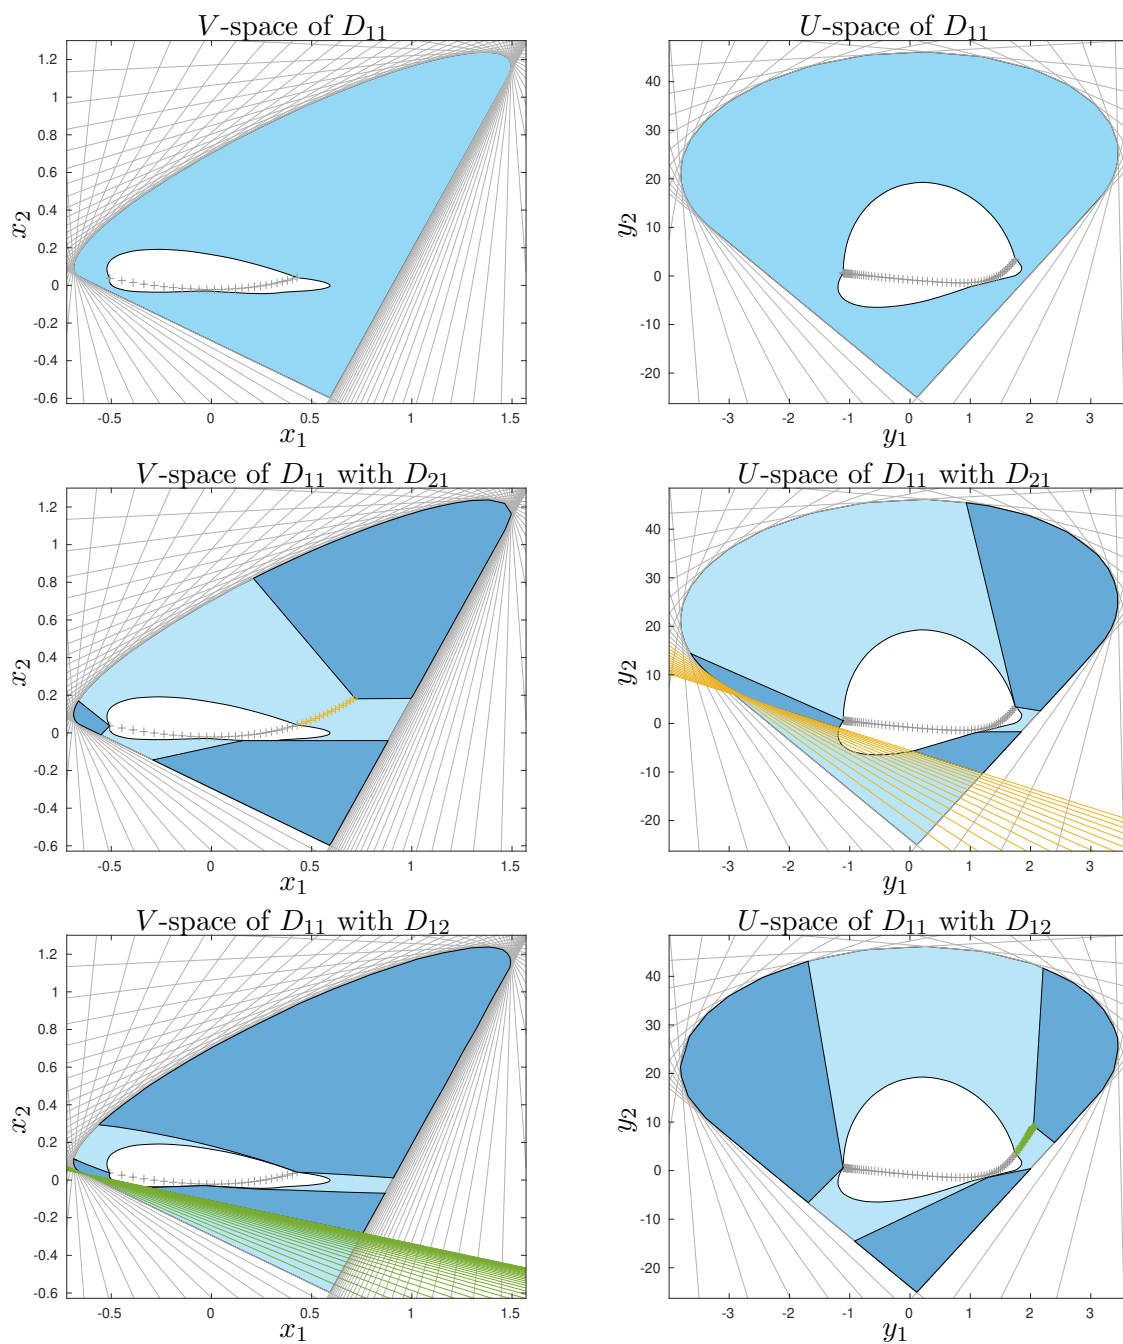 V-space of D11
U-space of D11
1.2
1
0.8
0.6
0.4
0.2
0
-0.2
-0.4
-0.6
x2
-0.5 0 0.5 1 1.5
x1
40
30
20
10
0
-10
-20
y2
-3 -2 -1 0 1 2 3
y1
V-space of D11 with D21
U-space of D11 with D21
1.2
1
0.8
0.6
0.4
0.2
0
-0.2
-0.4
-0.6
x2
-0.5 0 0.5 1 1.5
x1
40
30
20
10
0
-10
-20
y2
-3 -2 -1 0 1 2 3
y1
V-space of D11 with D12
U-space of D11 with D12
1.2
1
0.8
0.6
0.4
0.2
0
-0.2
-0.4
-0.6
x2
-0.5 0 0.5 1 1.5
x1
40
30
20
10
0
-10
-20
y2
-3 -2 -1 0 1 2 3
y1